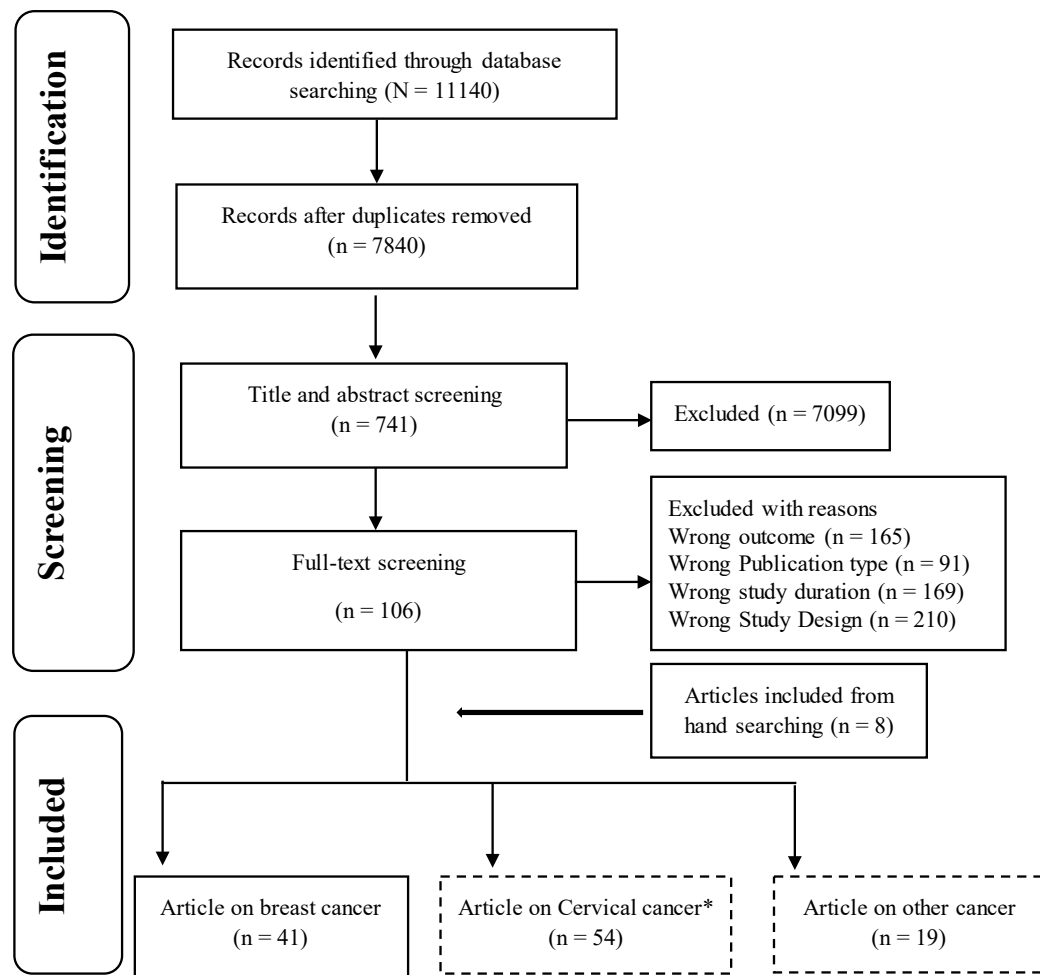 Identification
Records identified through database
searching (N = 11140)
Records after duplicates removed
(n = 7840)
Screening
Title and abstract screening
(n = 741)
Excluded (n = 7099)
Full-text screening
(n = 106)
Excluded with reasons
Wrong outcome (n = 165)
Wrong Publication type (n = 91)
Wrong study duration (n = 169)
Wrong Study Design (n = 210)
Articles included from
hand searching (n = 8)
Included
Article on breast cancer
(n = 41)
Article on Cervical cancer*
(n = 54)
Article on other cancer
(n = 19)